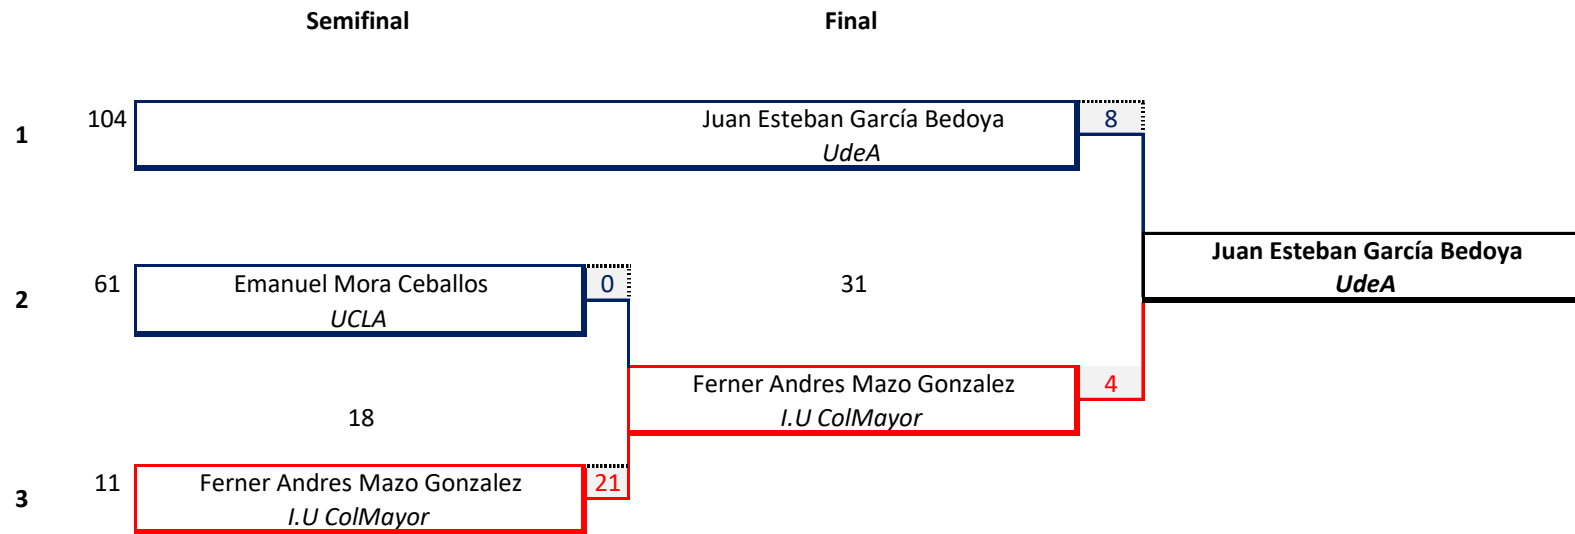 Semifinal Final
104 Juan Esteban García Bedoya 8
1
UdeA
Juan Esteban García Bedoya
61 Emanuel Mora Ceballos 0 31 UdeA
2
UCLA
Ferner Andres Mazo Gonzalez 4
18 I.U ColMayor
11 Ferner Andres Mazo Gonzalez 21
3
I.U ColMayor